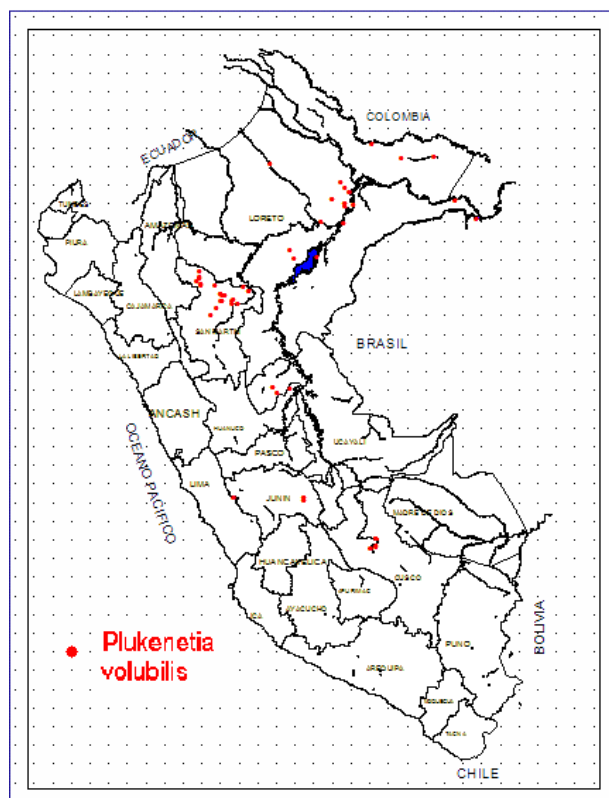 COLOMBIA
ECUADOR
TUMBES
LORETO
AMAZONAS
PIURA
LAMBAYEQUE
CAJAMARCA
SAN MARTIN
BRASIL
LA LIBERTAD
ANCASH
HUANUCO
UCAYALI
PASCO
OCEANO PACIFICO
LIMA
JUNIN
MADRE DE DIOS
HUANCAVELICA
CUSCO
APURIMAC
ICA
AYACUCHO
BOLIVIA
PUNO
Plukenetia
volubilis
AREQUIPA
TACNA
CHILE